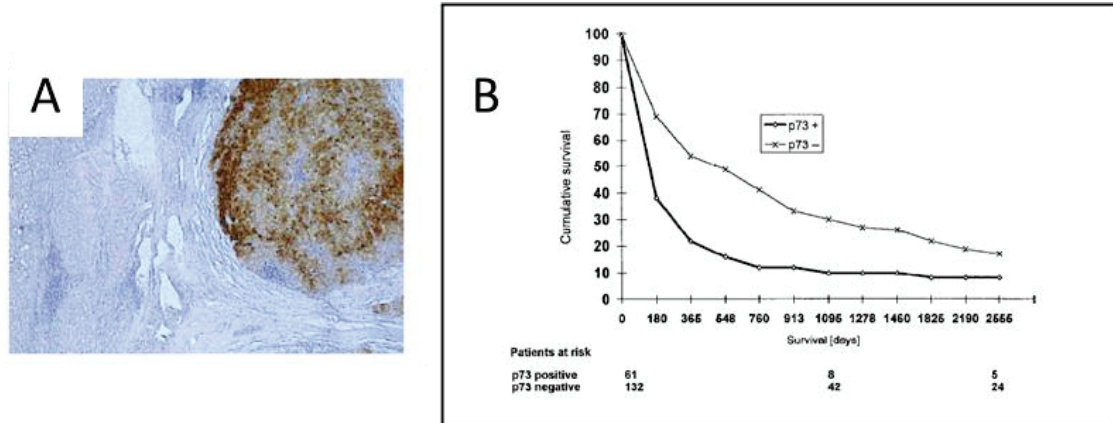 A
B
Cumulative survival
100
90
80
70
60
50
40
30
20
10
0
p73 +
p73 –
0 180 365 548 760 913 1095 1278 1460 1825 2190 2555
Survival [days]
Patients at risk
p73 positive 61 8 5
p73 negative 132 42 24